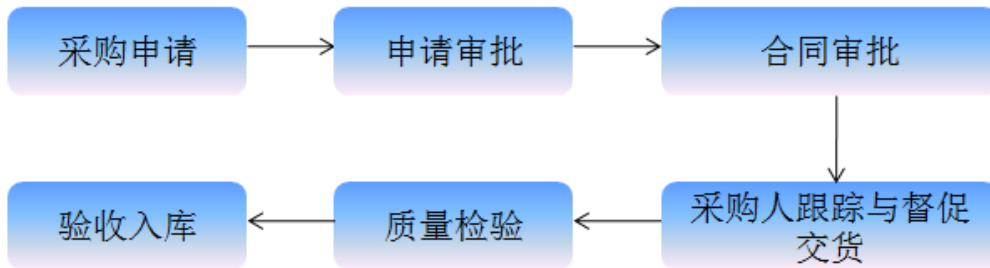 采购申请
申请审批
合同审批
采购人跟踪与督促
交货
质量检验
验收入库